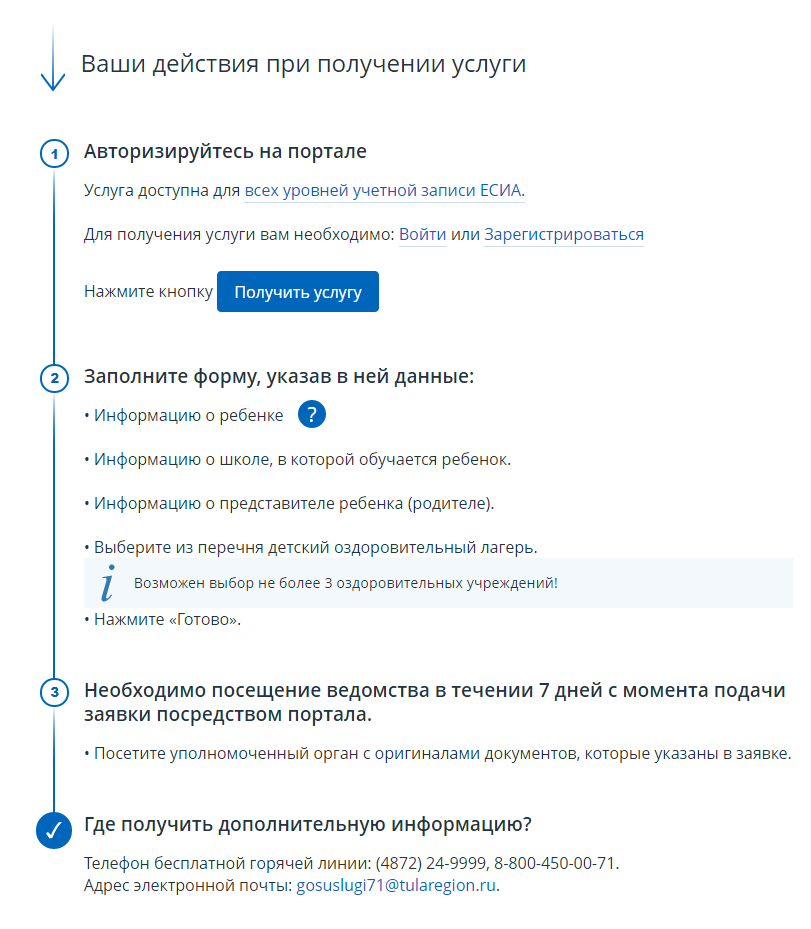 Ваши действия при получении услуги
1 Авторизируйтесь на портале
Услуга доступна для всех уровней учетной записи ЕСИА.
Для получения услуги вам необходимо: Войти или Зарегистрироваться
Нажмите кнопку Получить услугу
2 Заполните форму, указав в ней данные:
• Информацию о ребенке ?
• Информацию о школе, в которой обучается ребенок.
• Информацию о представителе ребенка (родителе).
• Выберите из перечня детский оздоровительный лагерь.
i Возможен выбор не более 3 оздоровительных учреждений!
• Нажмите «Готово».
3 Необходимо посещение ведомства в течении 7 дней с момента подачи
заявки посредством портала.
• Посетите уполномоченный орган с оригиналами документов, которые указаны в заявке.
Где получить дополнительную информацию?
Телефон бесплатной горячей линии: (4872) 24-9999, 8-800-450-00-71.
Адрес электронной почты: gosuslugi71@tularegion.ru.